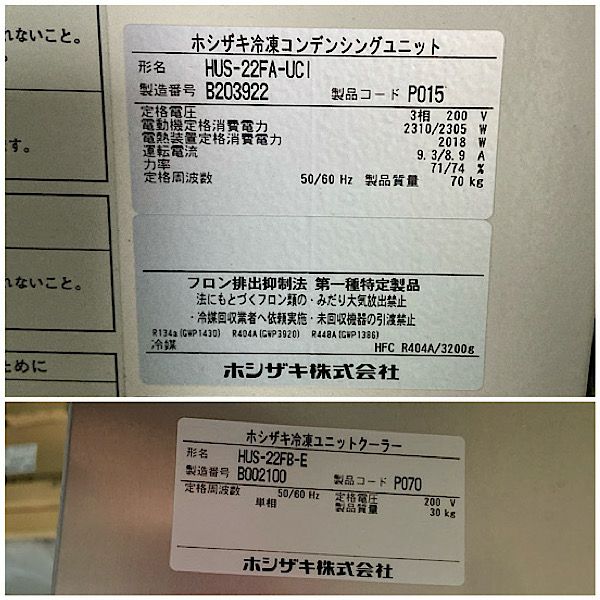 れないこと。
す。
れないこと。
ために
ホシザキ冷凍コンデンシングユニット
形名 HUS-22FA-UCI
製造番号 B203922 製品コード P015
定格電圧 3相 200 V
電動機定格消費電力 2310/2305 W
電熱装置定格消費電力 2018 W
運転電流 9.3/8.9 A
力率 71/74 %
定格周波数 50/60 Hz 製品質量 70 kg
フロン排出抑制法 第一種特定製品
法にもとづくフロン類の・みだり大気放出禁止
・冷媒回収業者へ依頼実施・未回収機器の引渡禁止
R134a(GWP1430) R404A(GWP3920) R448A(GWP1386)
冷媒 HFC R404A/3200g
ホシザキ株式会社
ホシザキ冷凍ユニットクーラー
形名 HUS-22FB-E
製造番号 B002100 製品コード P070
定格周波数 50/60 Hz 定格電圧 200 V
単相 製品質量 30 kg
ホシザキ株式会社